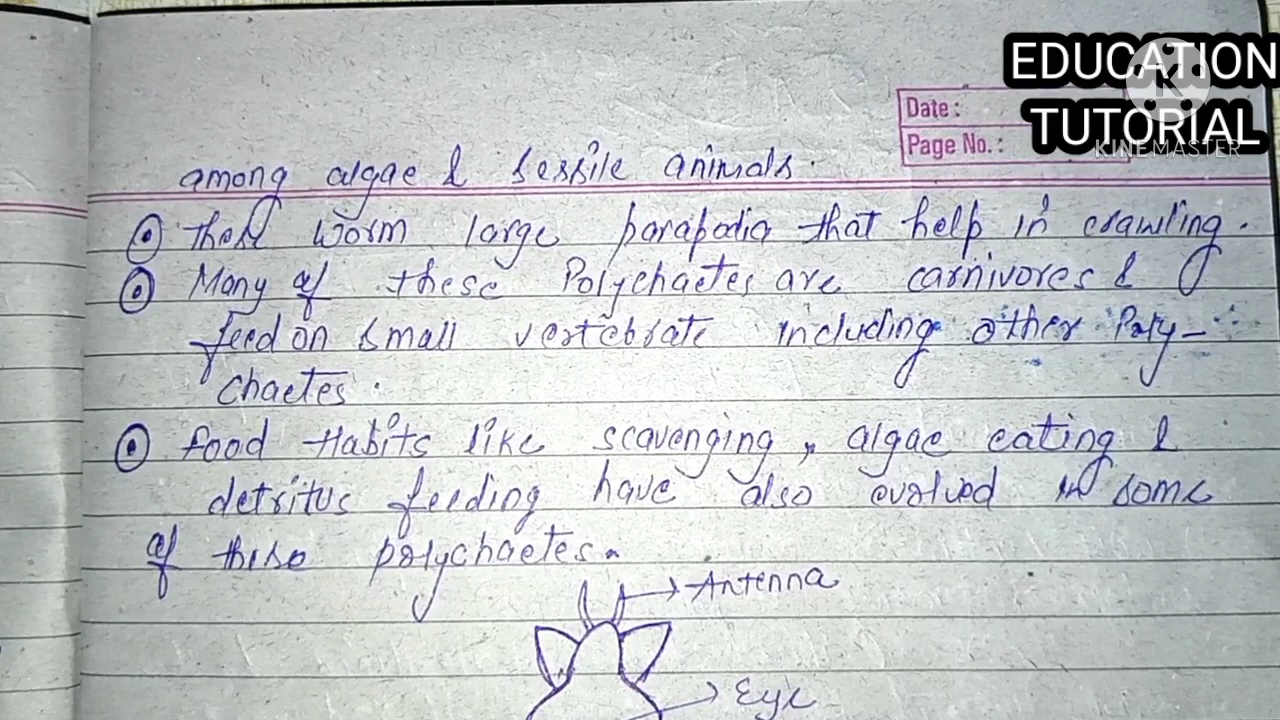 EDUCATION
TUTORIAL
KINEMASTER
Date :
Page No. :
among algae & sessile animals.
These worm large parapodia that help in crawling.
Many of these Polychaetes are carnivores &
feed on small vertebrate including other Poly-
chaetes.
food Habits like scavenging, algae eating &
detritus feeding have also evolved in some
of these polychaetes.
Antenna
Eye